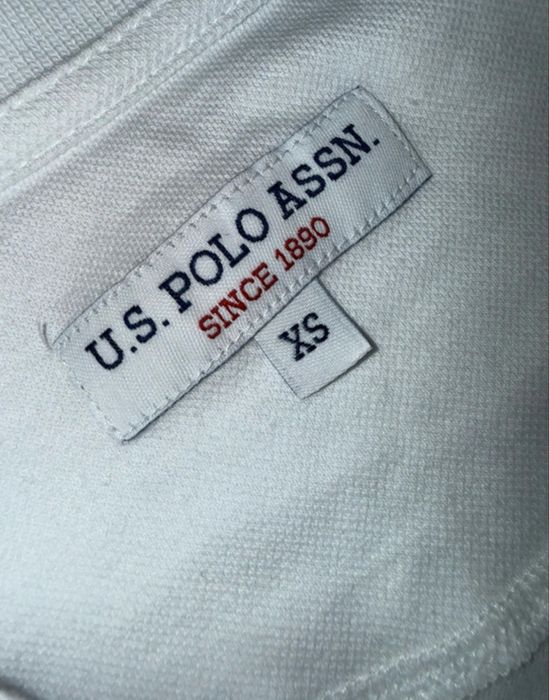 U.S. POLO ASSN.
SINCE 1890
XS